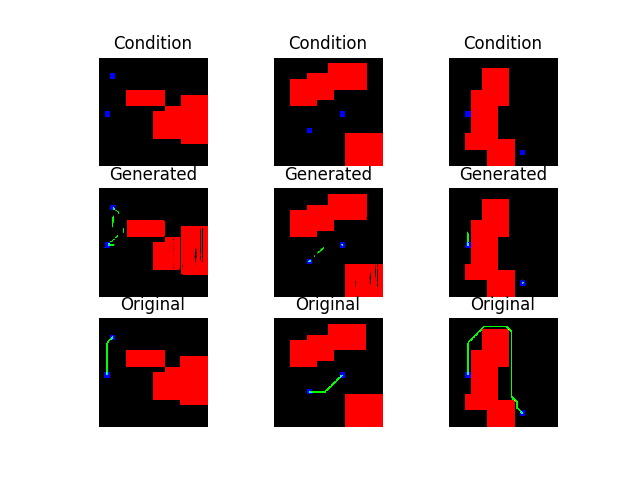 Condition Condition Condition
Generated Generated Generated
Original Original Original